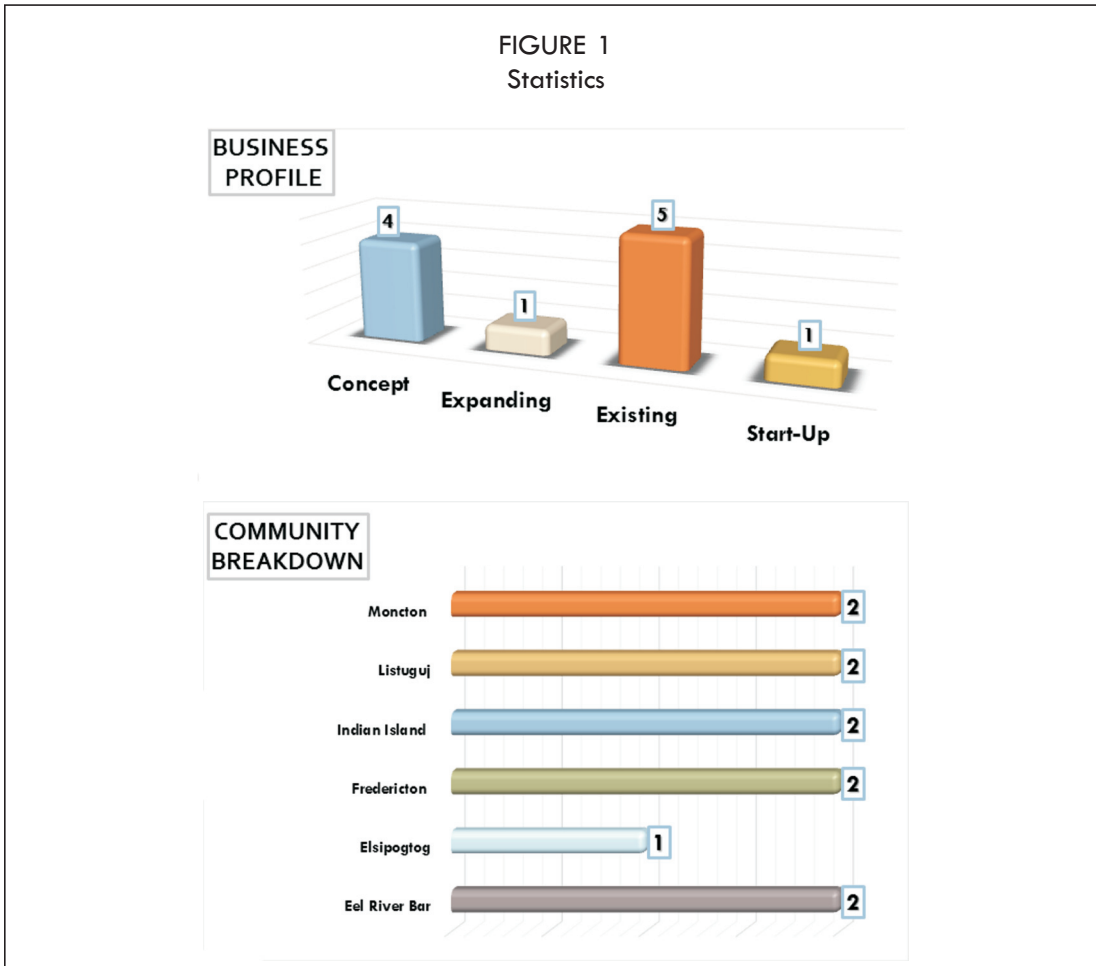 FIGURE 1
Statistics
BUSINESS
PROFILE
4
1
5
1
Concept
Expanding
Existing
Start-Up
COMMUNITY
BREAKDOWN
Moncton 2
Listuguj 2
Indian Island 2
Fredericton 2
Elsipogtog 1
Eel River Bar 2